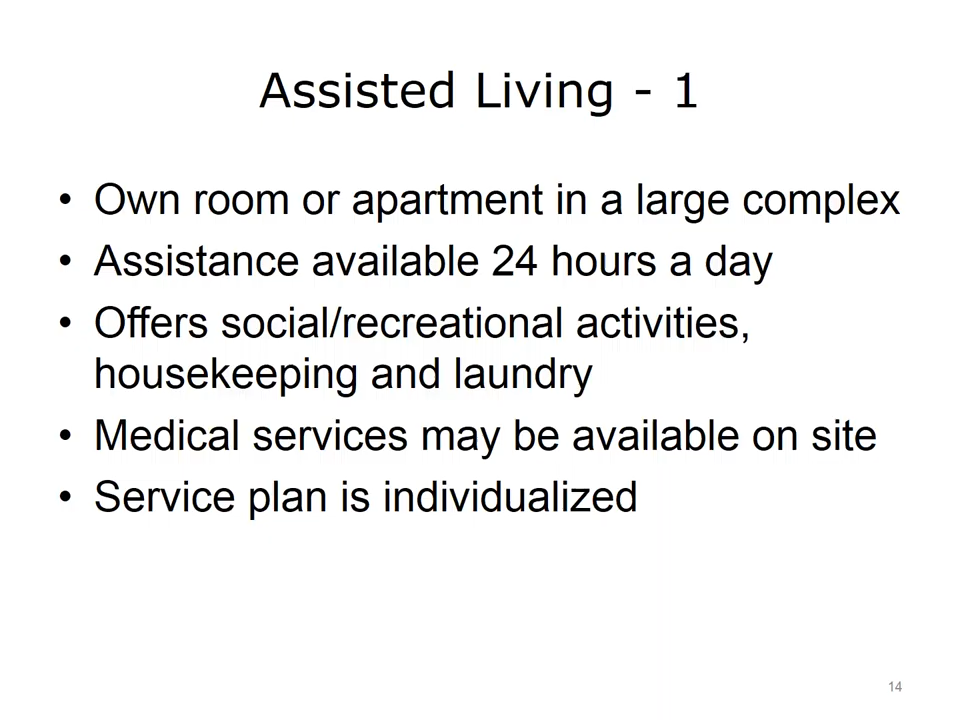 Assisted Living - 1
• Own room or apartment in a large complex
• Assistance available 24 hours a day
• Offers social/recreational activities,
housekeeping and laundry
• Medical services may be available on site
• Service plan is individualized
14